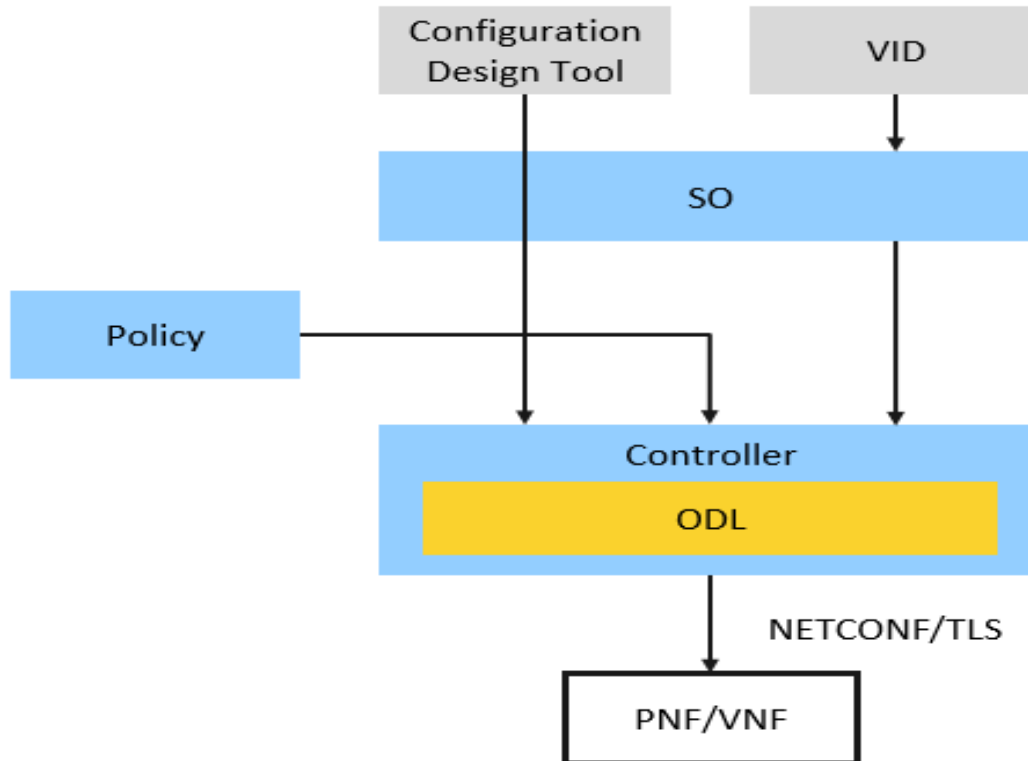 Configuration
Design Tool
VID
SO
Policy
Controller
ODL
NETCONF/TLS
PNF/VNF